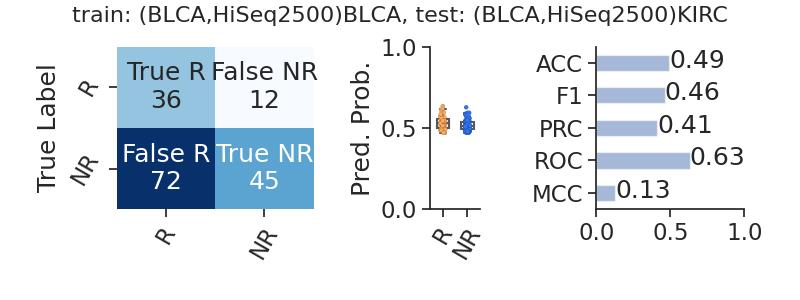 train: (BLCA,HiSeq2500)BLCA, test: (BLCA,HiSeq2500)KIRC
True Label
R
NR
True R
36
False NR
12
False R
72
True NR
45
R
NR
Pred. Prob.
1.0
0.5
0.0
R
NR
ACC
0.49
F1
0.46
PRC
0.41
ROC
0.63
MCC
0.13
0.0
0.5
1.0